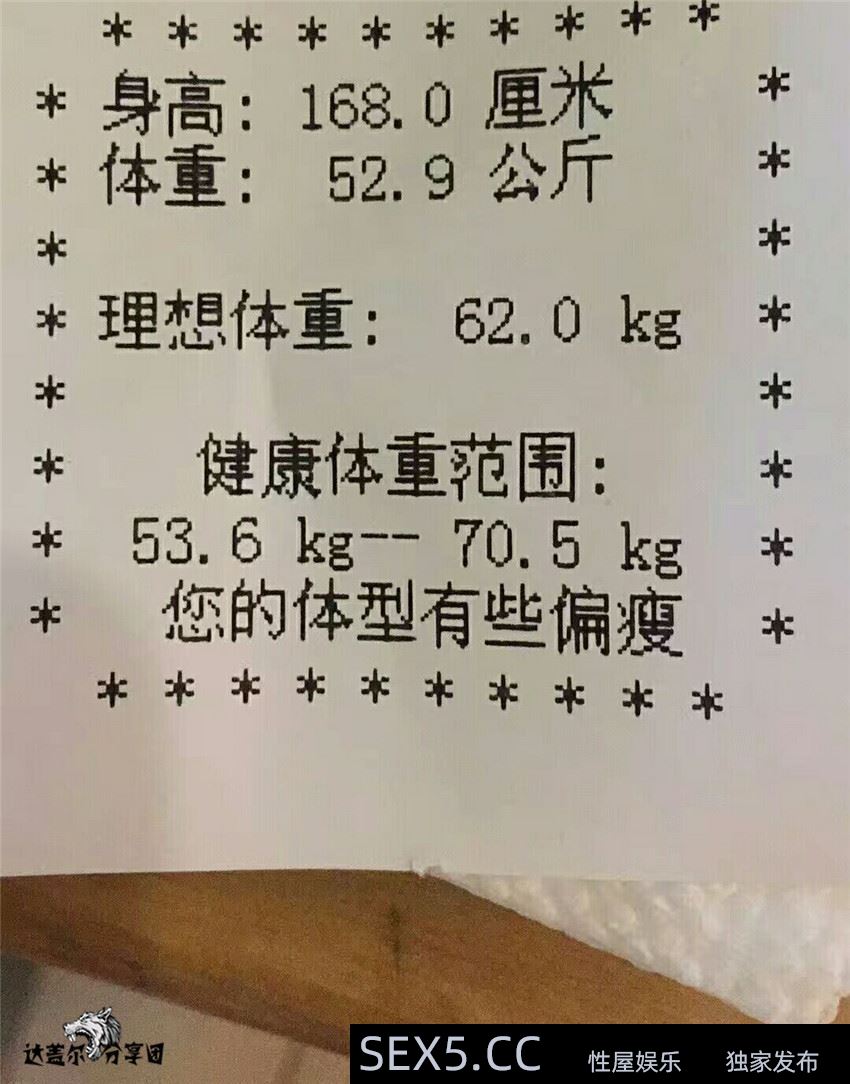 * * * * * * * * * *
* 身高: 168.0 厘米 *
* 体重: 52.9 公斤 *
* *
* 理想体重: 62.0 kg *
* *
* 健康体重范围: *
* 53.6 kg-- 70.5 kg *
* 您的体型有些偏瘦 *
* * * * * * * * * *
达盖尔 分享团
SEX5.CC 性屋娱乐 独家发布